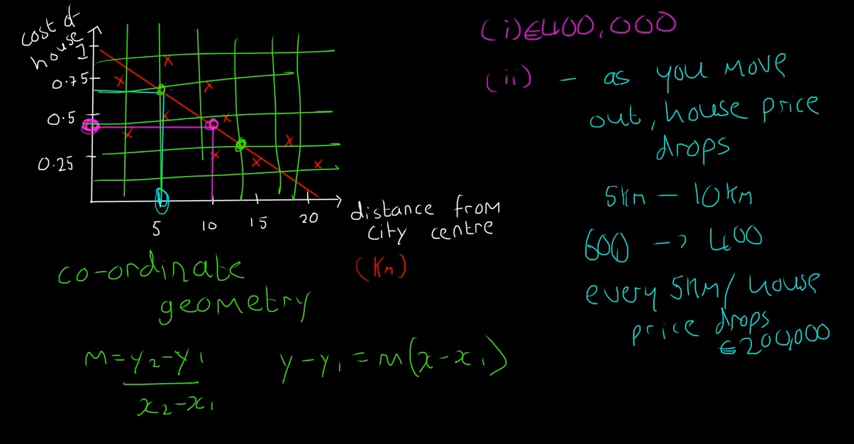 cost of
house
1
0.75
0.5
0.25
5
10
15
20
distance from
city centre
(Km)
co-ordinate
geometry
m = y₂ - y₁
x₂ - x₁
y - y₁ = m(x - x₁)
(i) €400,000
(ii) - as you move
out, house price
drops
5km - 10km
600 -> 400
every 5km/house
price drops
€200,000